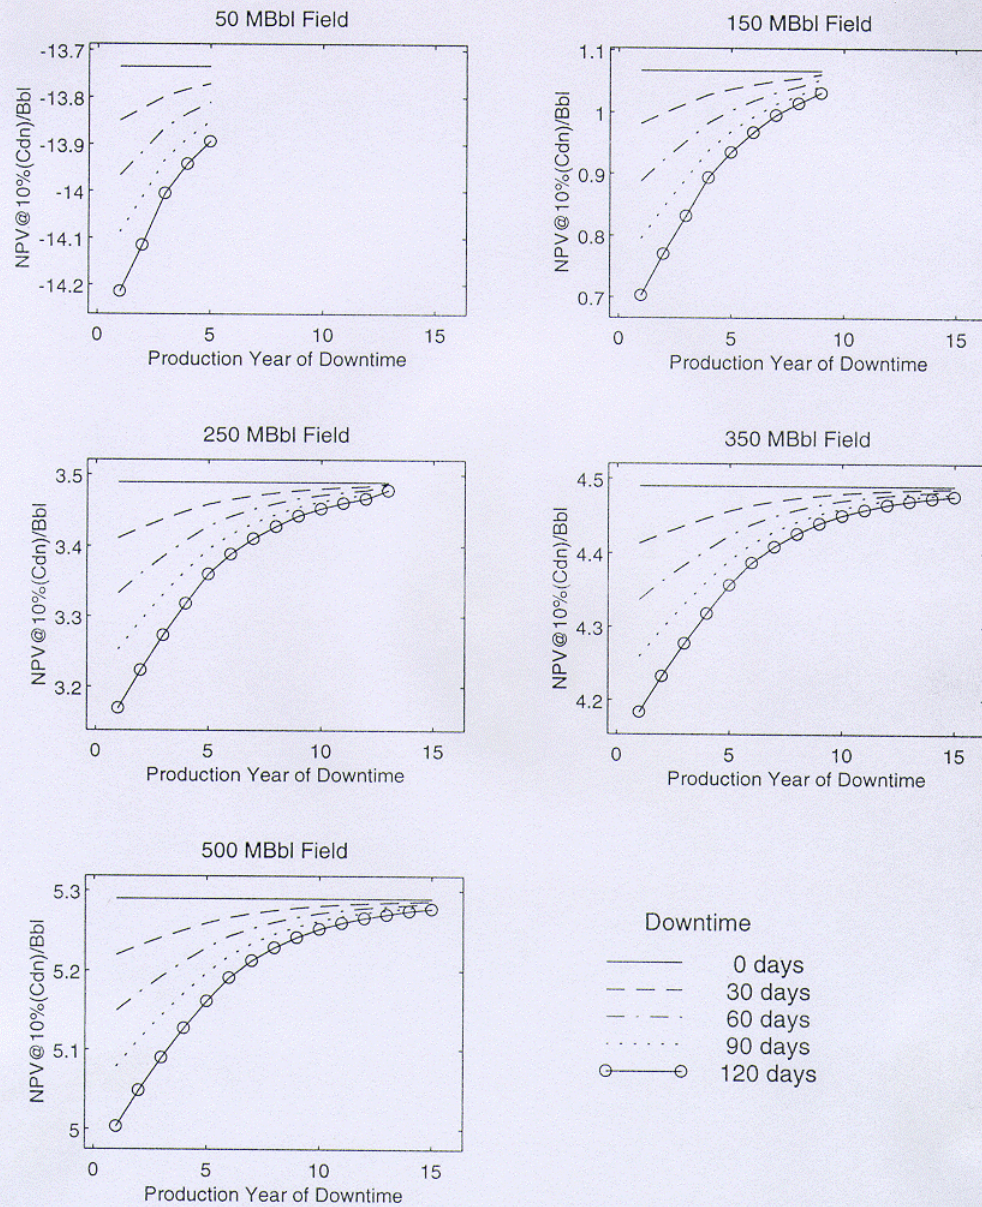 50 MBbl Field
-13.7
-13.8
-13.9
-14
-14.1
-14.2
NPV@10%(Cdn)/Bbl
0 5 10 15
Production Year of Downtime
150 MBbl Field
1.1
1
0.9
0.8
0.7
NPV@10%(Cdn)/Bbl
0 5 10 15
Production Year of Downtime
250 MBbl Field
3.5
3.4
3.3
3.2
NPV@10%(Cdn)/Bbl
0 5 10 15
Production Year of Downtime
350 MBbl Field
4.5
4.4
4.3
4.2
NPV@10%(Cdn)/Bbl
0 5 10 15
Production Year of Downtime
500 MBbl Field
5.3
5.2
5.1
5
NPV@10%(Cdn)/Bbl
0 5 10 15
Production Year of Downtime
Downtime
0 days
30 days
60 days
90 days
120 days